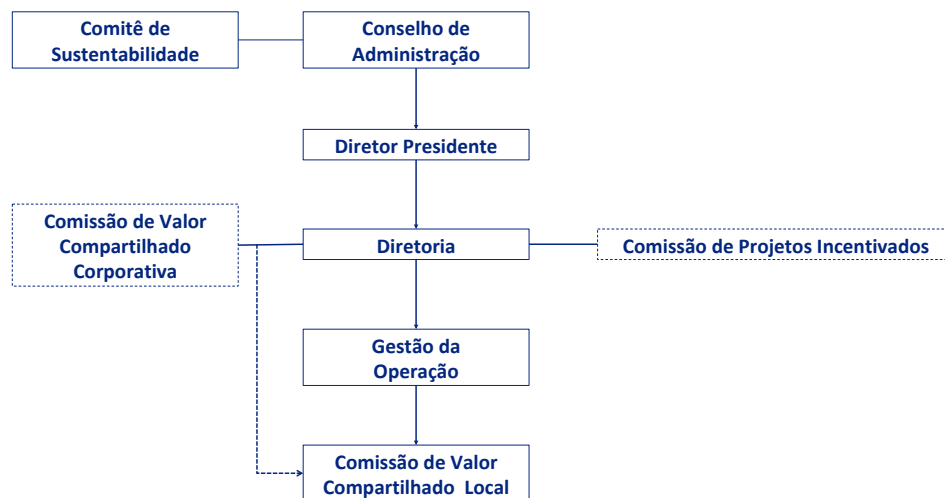 Comitê de
Sustentabilidade
Conselho de
Administração
Diretor Presidente
Comissão de Valor
Compartilhado
Corporativa
Diretoria
Comissão de Projetos Incentivados
Gestão da
Operação
Comissão de Valor
Compartilhado Local